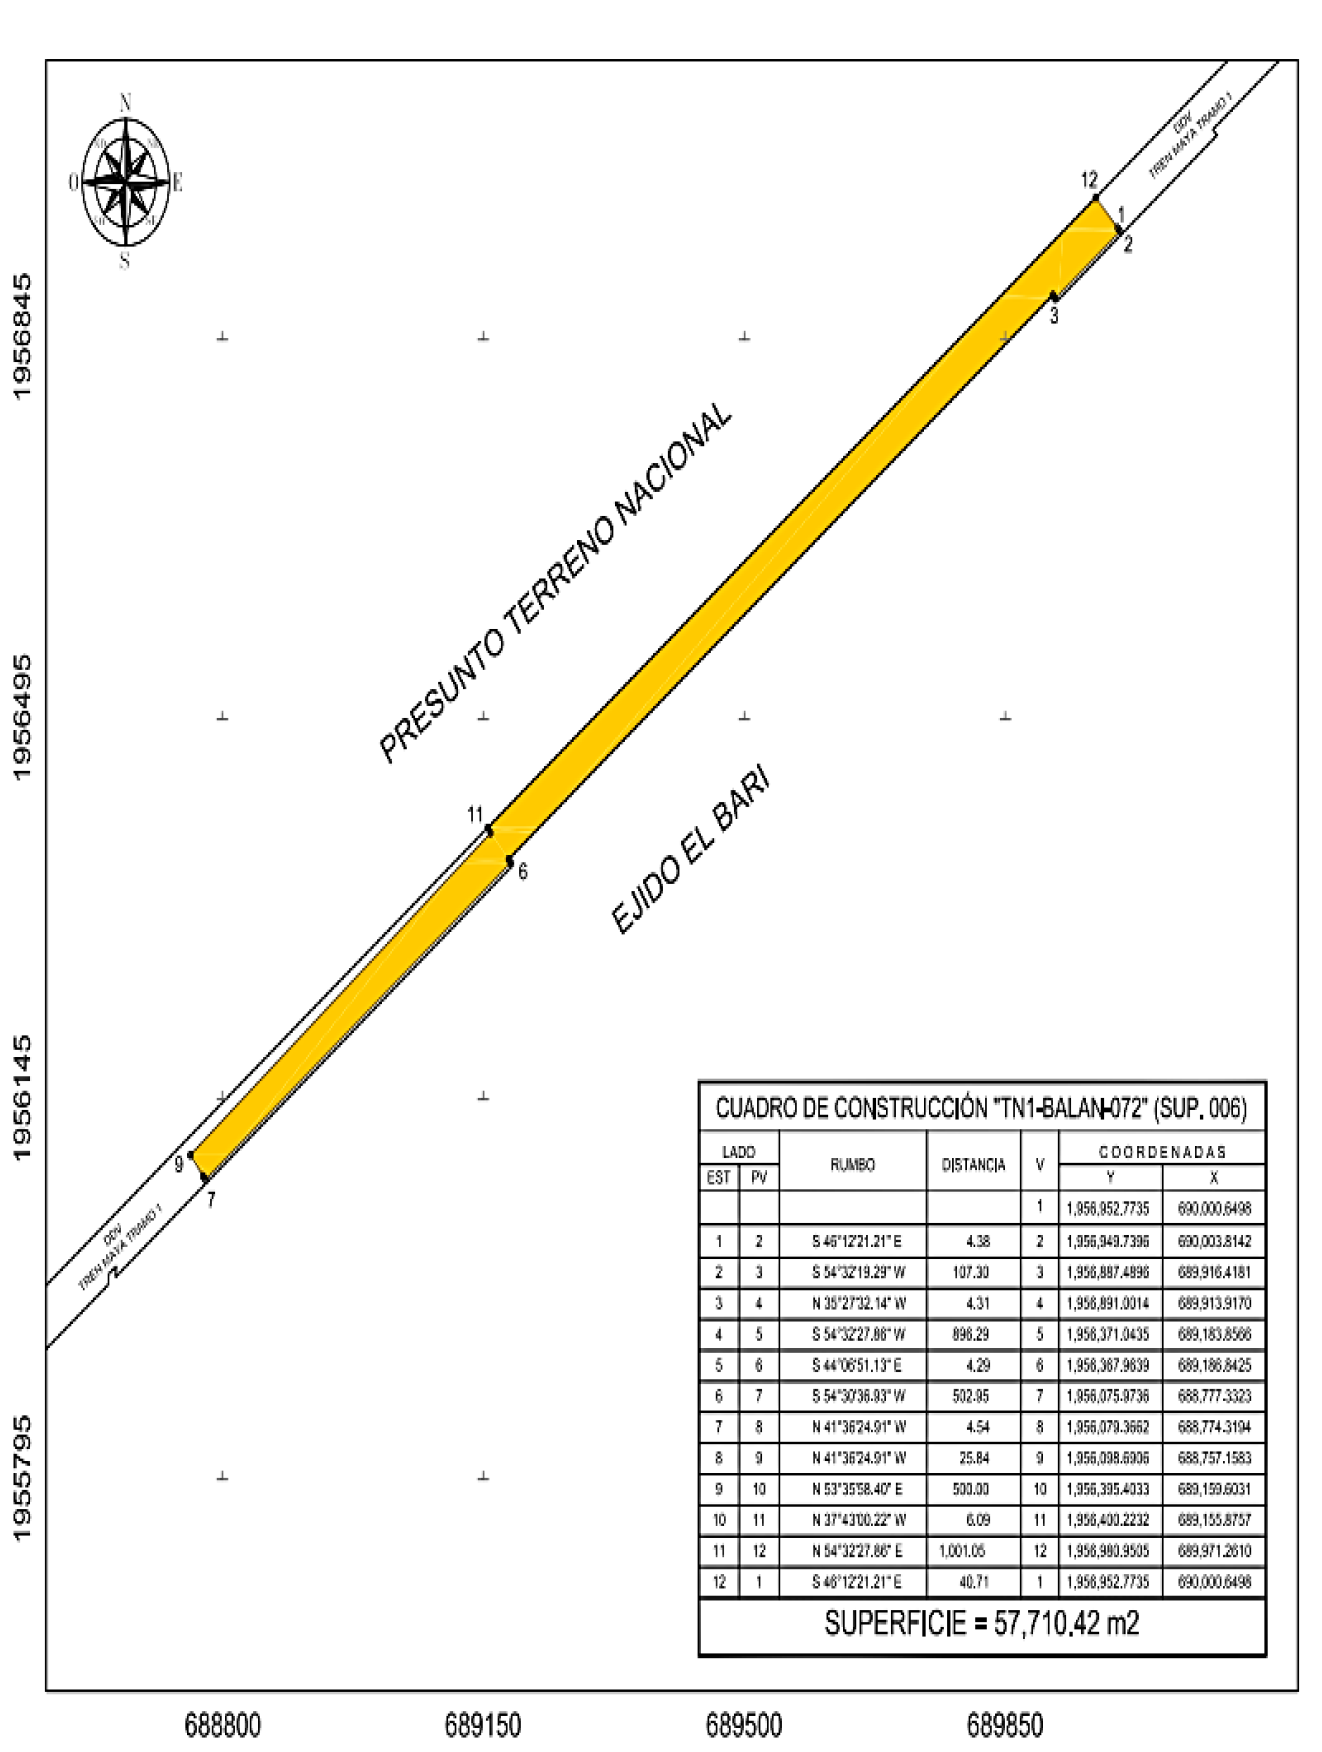 N
O
E
S
DDV
TREN MAYA TRAMO 1
12
1
2
3
1956845
PRESUNTO TERRENO NACIONAL
1956495
EJIDO EL BARI
11
6
1956145
9
7
DDV
TREN MAYA TRAMO 1
1955795
CUADRO DE CONSTRUCCIÓN "TN1-BALAN-072" (SUP. 006)
LADO RUMBO DISTANCIA V COORDENADAS
EST PV Y X
1 1,956,952.7735 690,000.6498
1 2 S 46°12'21.21" E 4.38 2 1,956,949.7396 690,003.8142
2 3 S 54°32'19.29" W 107.30 3 1,956,887.4896 689,916.4181
3 4 N 35°27'32.14" W 4.31 4 1,956,891.0014 689,913.9170
4 5 S 54°32'27.86" W 896.29 5 1,956,371.0435 689,183.8566
5 6 S 44°06'51.13" E 4.29 6 1,956,367.9639 689,186.8425
6 7 S 54°30'36.93" W 502.95 7 1,956,075.9736 688,777.3323
7 8 N 41°36'24.91" W 4.54 8 1,956,079.3662 688,774.3194
8 9 N 41°36'24.91" W 25.84 9 1,956,098.6906 688,757.1583
9 10 N 53°35'58.40" E 500.00 10 1,956,395.4033 689,159.6031
10 11 N 37°43'00.22" W 6.09 11 1,956,400.2232 689,155.8757
11 12 N 54°32'27.86" E 1,001.05 12 1,956,980.9505 689,971.2610
12 1 S 46°12'21.21" E 40.71 1 1,956,952.7735 690,000.6498
SUPERFICIE = 57,710.42 m2
688800 689150 689500 689850